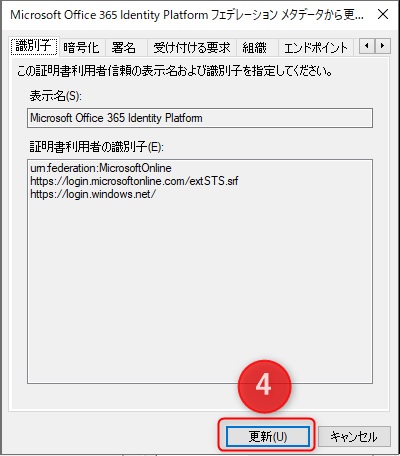 Microsoft Office 365 Identity Platform フェデレーション メタデータから更...
識別子 暗号化 署名 受け付ける要求 組織 エンドポイント
この証明書利用者信頼の表示名および識別子を指定してください。
表示名(S):
Microsoft Office 365 Identity Platform
証明書利用者の識別子(E):
urn:federation:MicrosoftOnline
https://login.microsoftonline.com/extSTS.srf
https://login.windows.net/
4
更新(U) キャンセル